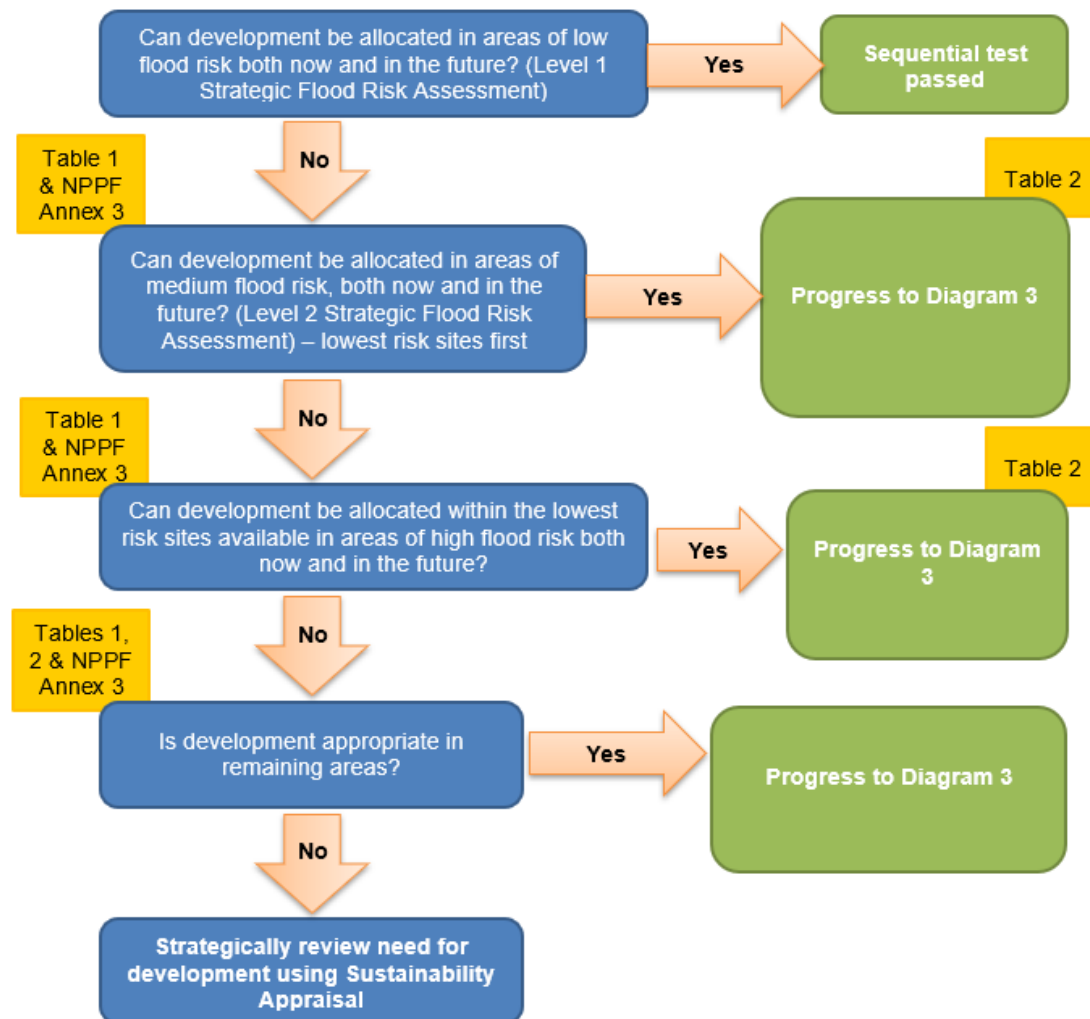 Can development be allocated in areas of low
flood risk both now and in the future? (Level 1
Strategic Flood Risk Assessment)
Yes
Sequential test
passed
No
Table 1
& NPPF
Annex 3
Table 2
Can development be allocated in areas of
medium flood risk, both now and in the
future? (Level 2 Strategic Flood Risk
Assessment) – lowest risk sites first
Yes
Progress to Diagram 3
No
Table 1
& NPPF
Annex 3
Table 2
Can development be allocated within the lowest
risk sites available in areas of high flood risk both
now and in the future?
Yes
Progress to Diagram
3
No
Tables 1,
2 & NPPF
Annex 3
Is development appropriate in
remaining areas?
Yes
Progress to Diagram 3
No
Strategically review need for
development using Sustainability
Appraisal